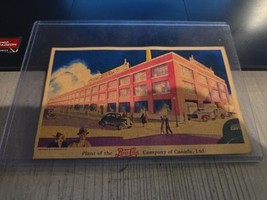 Plant of the Pepsi-Cola Company of Canada, Ltd.